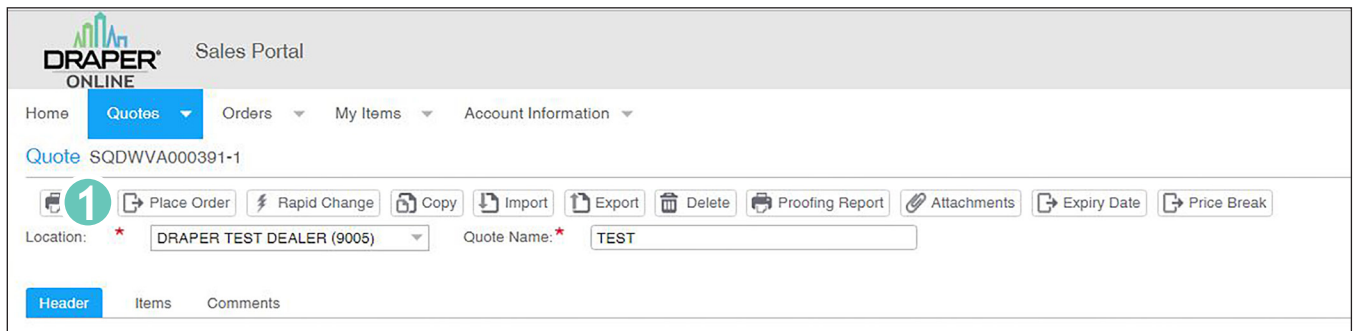 DRAPER®
ONLINE
Sales Portal
Home Quotes Orders My Items Account Information
Quote SQDWVA000391-1
1 Place Order Rapid Change Copy Import Export Delete Proofing Report Attachments Expiry Date Price Break
Location: * DRAPER TEST DEALER (9005) Quote Name:* TEST
Header Items Comments